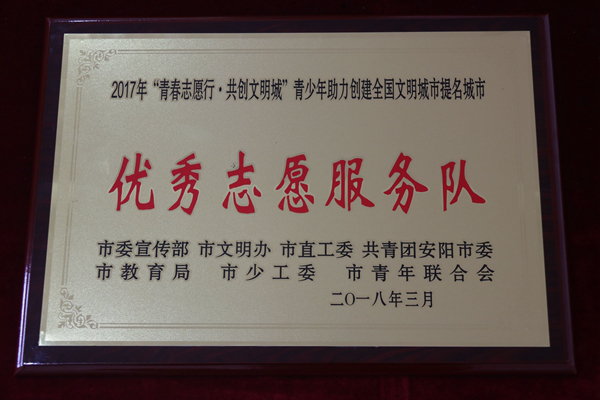 2017年“青春志愿行·共创文明城”青少年助力创建全国文明城市提名城市
优秀志愿服务队
市委宣传部 市文明办 市直工委 共青团安阳市委
市教育局 市少工委 市青年联合会
二〇一八年三月